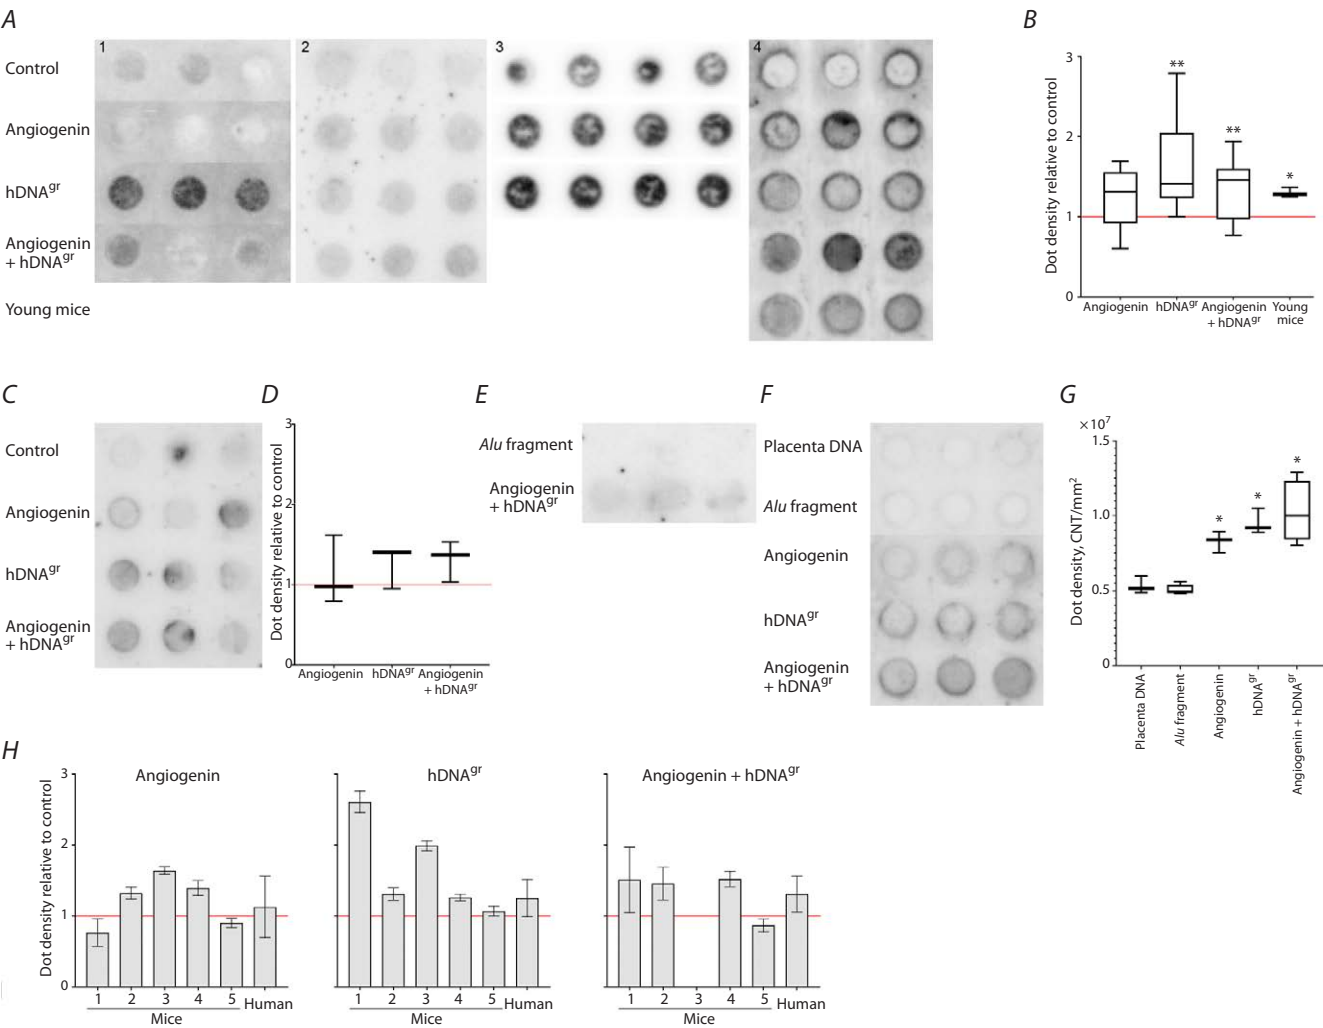 A
1
2
3
4
Control
Angiogenin
hDNAgr
Angiogenin
+ hDNAgr
Young mice
B
Dot density relative to control
3
2
1
0
**
**
*
Angiogenin
hDNAgr
Angiogenin
+ hDNAgr
Young
mice
C
Control
Angiogenin
hDNAgr
Angiogenin
+ hDNAgr
D
Dot density relative to control
3
2
1
0
Angiogenin
hDNAgr
Angiogenin
+ hDNAgr
E
Alu fragment
Angiogenin
+ hDNAgr
F
Placenta DNA
Alu fragment
Angiogenin
hDNAgr
Angiogenin
+ hDNAgr
G
×10⁷
Dot density, CNT/mm²
1.5
1.0
0.5
0
*
*
*
Placenta DNA
Alu fragment
Angiogenin
hDNAgr
Angiogenin + hDNAgr
H
Dot density relative to control
3
2
1
0
Angiogenin
1 2 3 4 5 Human
Mice
hDNAgr
1 2 3 4 5 Human
Mice
Angiogenin + hDNAgr
1 2 3 4 5 Human
Mice